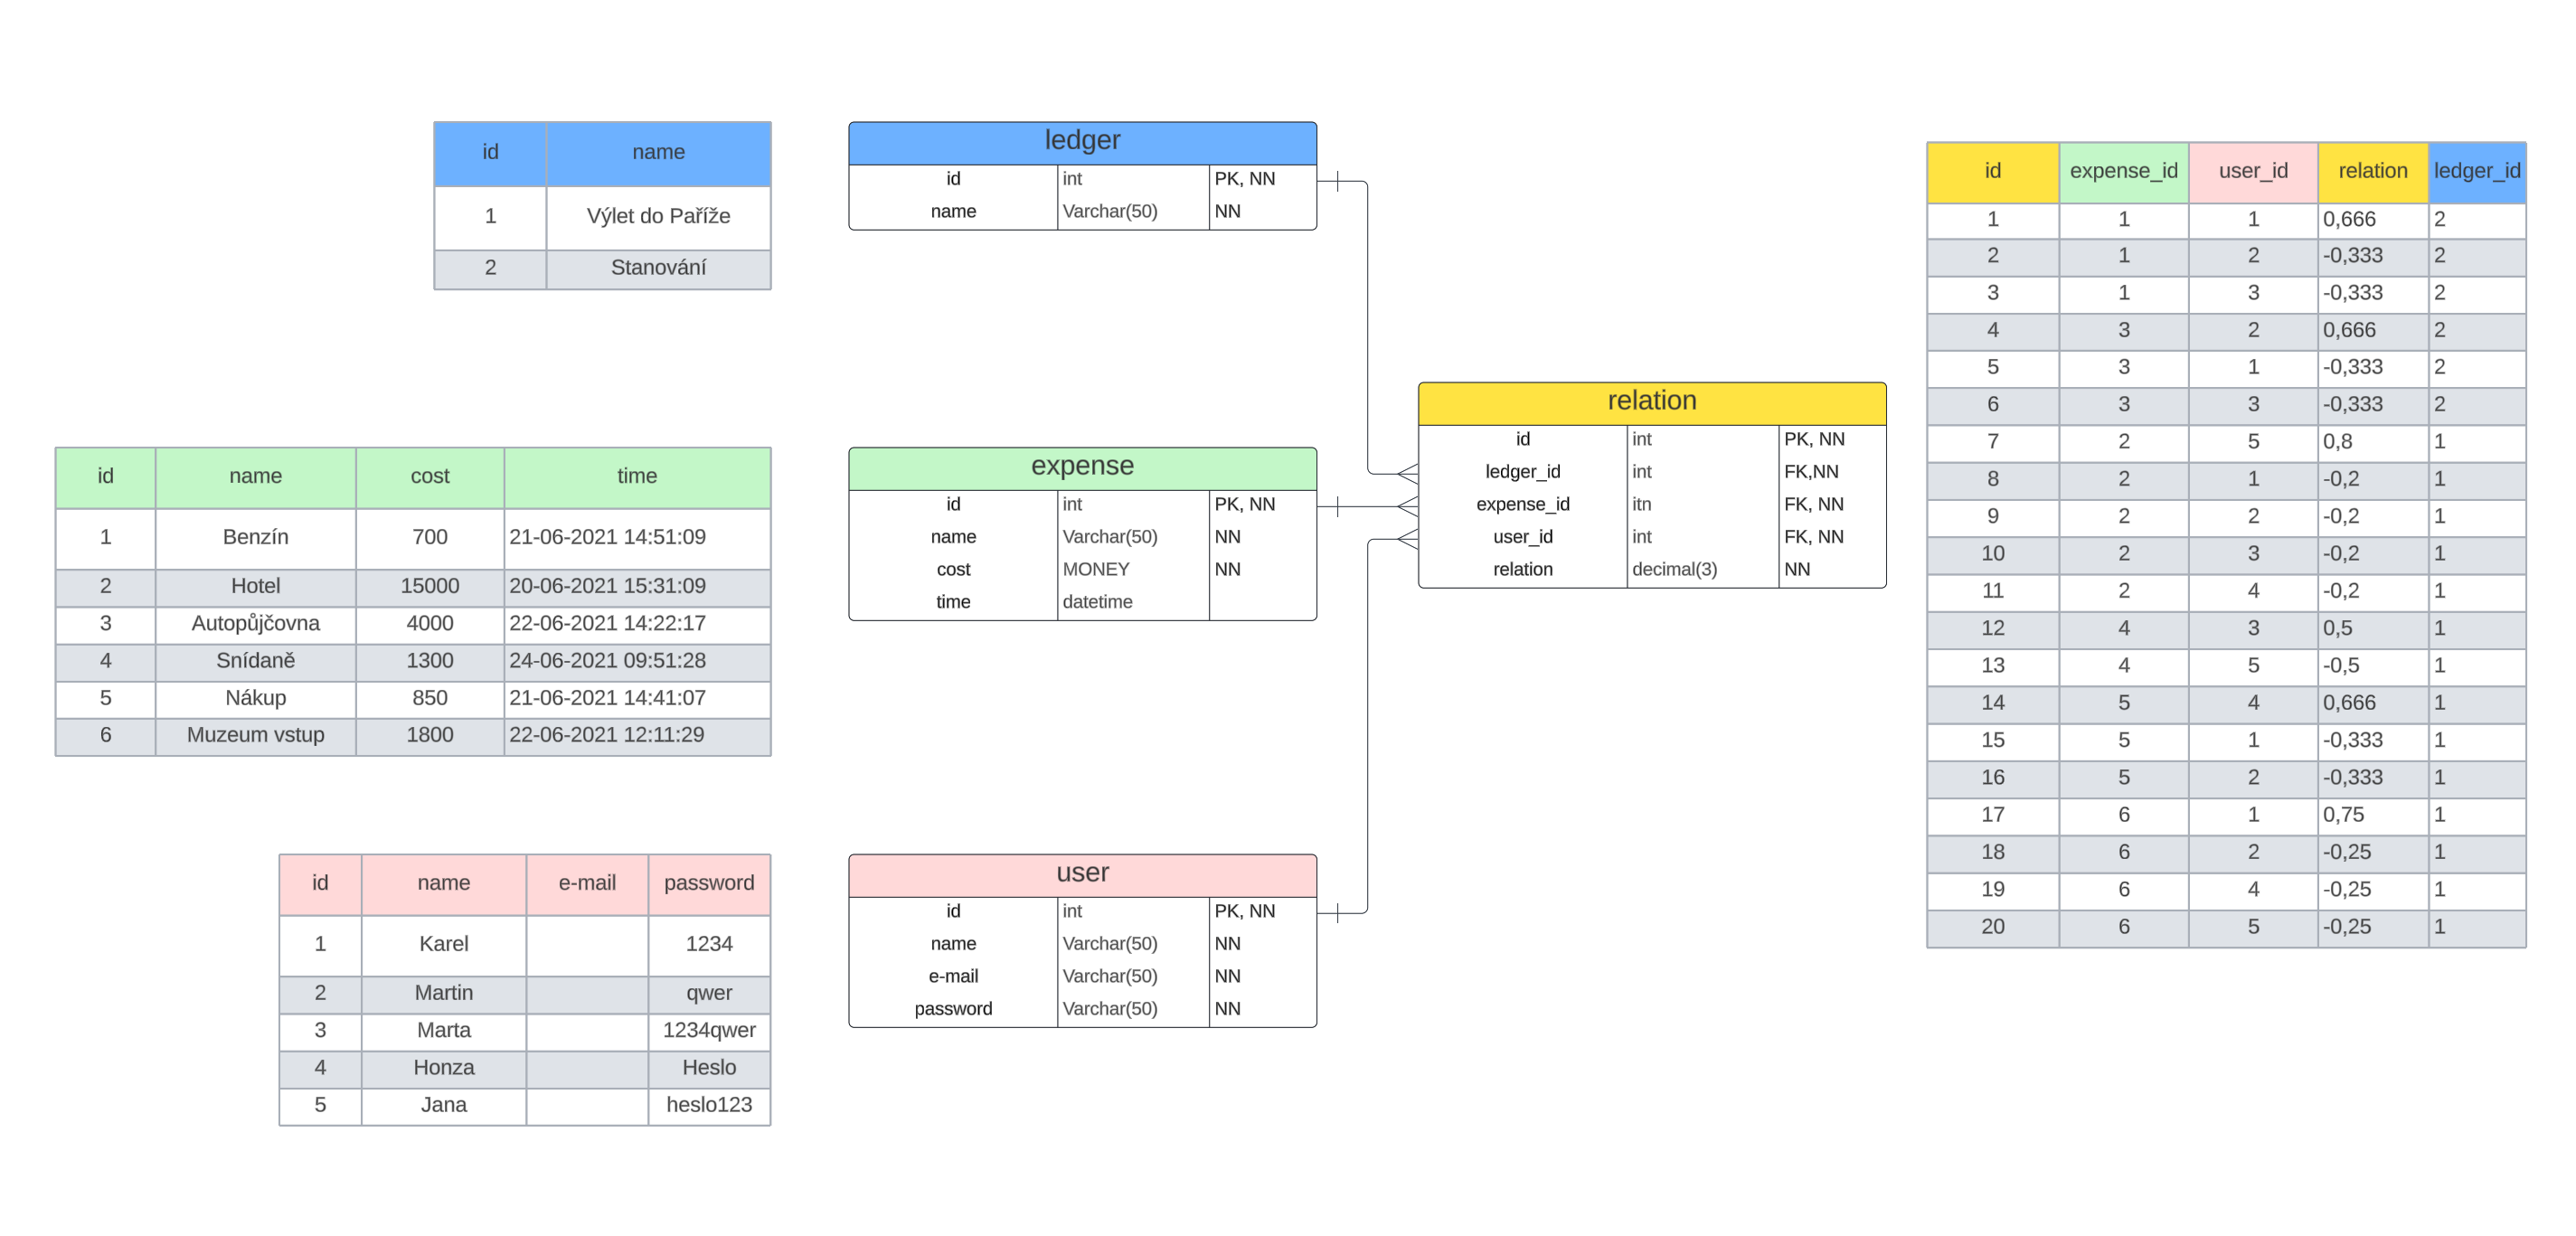 id name
1 Výlet do Paříže
2 Stanování
ledger
id int PK, NN
name Varchar(50) NN
id name cost time
1 Benzín 700 21-06-2021 14:51:09
2 Hotel 15000 20-06-2021 15:31:09
3 Autopůjčovna 4000 22-06-2021 14:22:17
4 Snídaně 1300 24-06-2021 09:51:28
5 Nákup 850 21-06-2021 14:41:07
6 Muzeum vstup 1800 22-06-2021 12:11:29
expense
id int PK, NN
name Varchar(50) NN
cost MONEY NN
time datetime
id name e-mail password
1 Karel 1234
2 Martin qwer
3 Marta 1234qwer
4 Honza Heslo
5 Jana heslo123
user
id int PK, NN
name Varchar(50) NN
e-mail Varchar(50) NN
password Varchar(50) NN
relation
id int PK, NN
ledger_id int FK,NN
expense_id itn FK, NN
user_id int FK, NN
relation decimal(3) NN
id expense_id user_id relation ledger_id
1 1 1 0,666 2
2 1 2 -0,333 2
3 1 3 -0,333 2
4 3 2 0,666 2
5 3 1 -0,333 2
6 3 3 -0,333 2
7 2 5 0,8 1
8 2 1 -0,2 1
9 2 2 -0,2 1
10 2 3 -0,2 1
11 2 4 -0,2 1
12 4 3 0,5 1
13 4 5 -0,5 1
14 5 4 0,666 1
15 5 1 -0,333 1
16 5 2 -0,333 1
17 6 1 0,75 1
18 6 2 -0,25 1
19 6 4 -0,25 1
20 6 5 -0,25 1